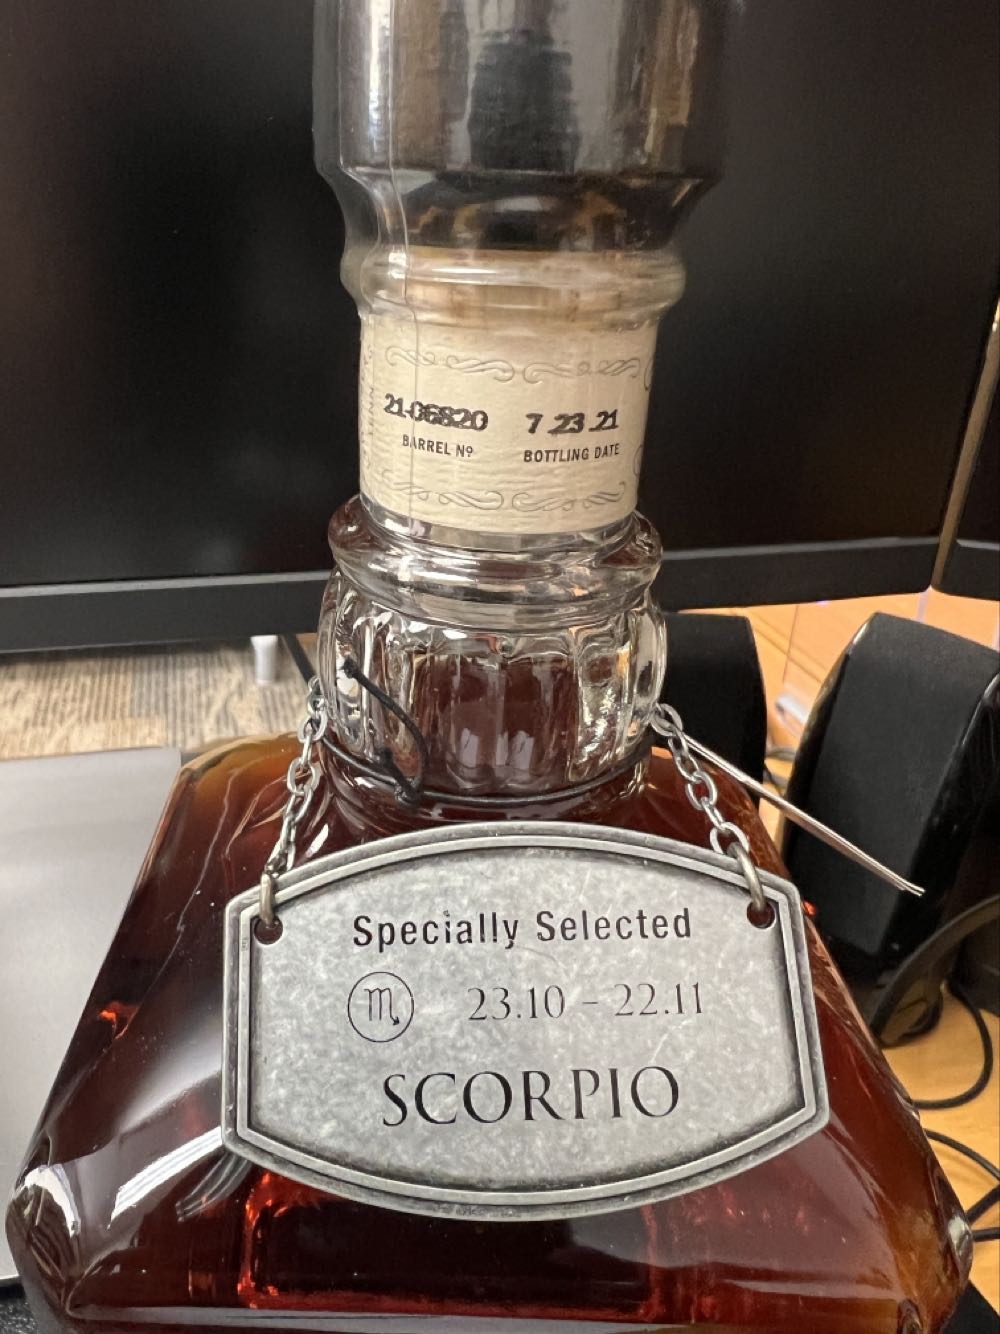 21-06820 7 23 21
BARREL Nº BOTTLING DATE
Specially Selected
♏ 23.10 – 22.11
SCORPIO